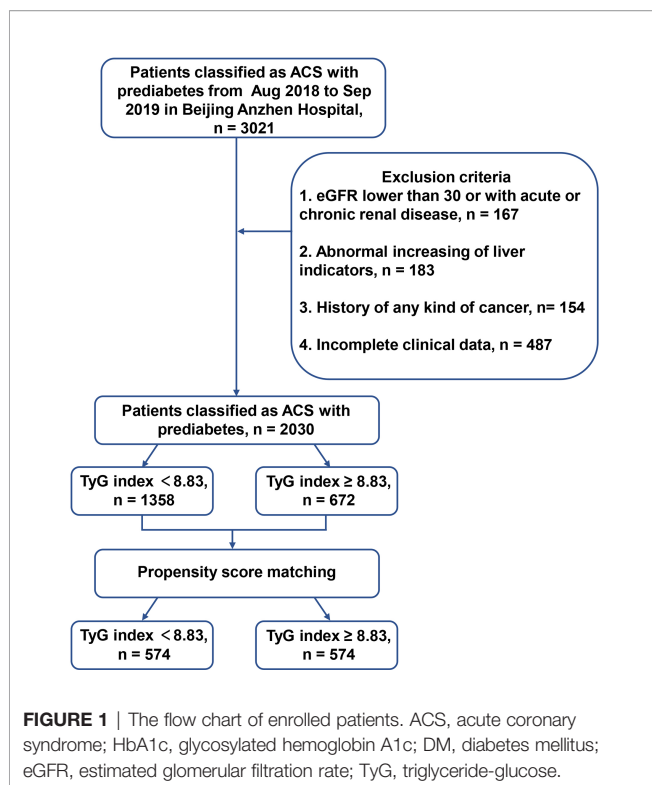 Patients classified as ACS with
prediabetes from Aug 2018 to Sep
2019 in Beijing Anzhen Hospital,
n = 3021
Exclusion criteria
1. eGFR lower than 30 or with acute or
chronic renal disease, n = 167
2. Abnormal increasing of liver
indicators, n = 183
3. History of any kind of cancer, n= 154
4. Incomplete clinical data, n = 487
Patients classified as ACS with
prediabetes, n = 2030
TyG index <8.83,
n = 1358
TyG index ≥ 8.83,
n = 672
Propensity score matching
TyG index <8.83,
n = 574
TyG index ≥ 8.83,
n = 574
FIGURE 1 | The flow chart of enrolled patients. ACS, acute coronary
syndrome; HbA1c, glycosylated hemoglobin A1c; DM, diabetes mellitus;
eGFR, estimated glomerular filtration rate; TyG, triglyceride-glucose.